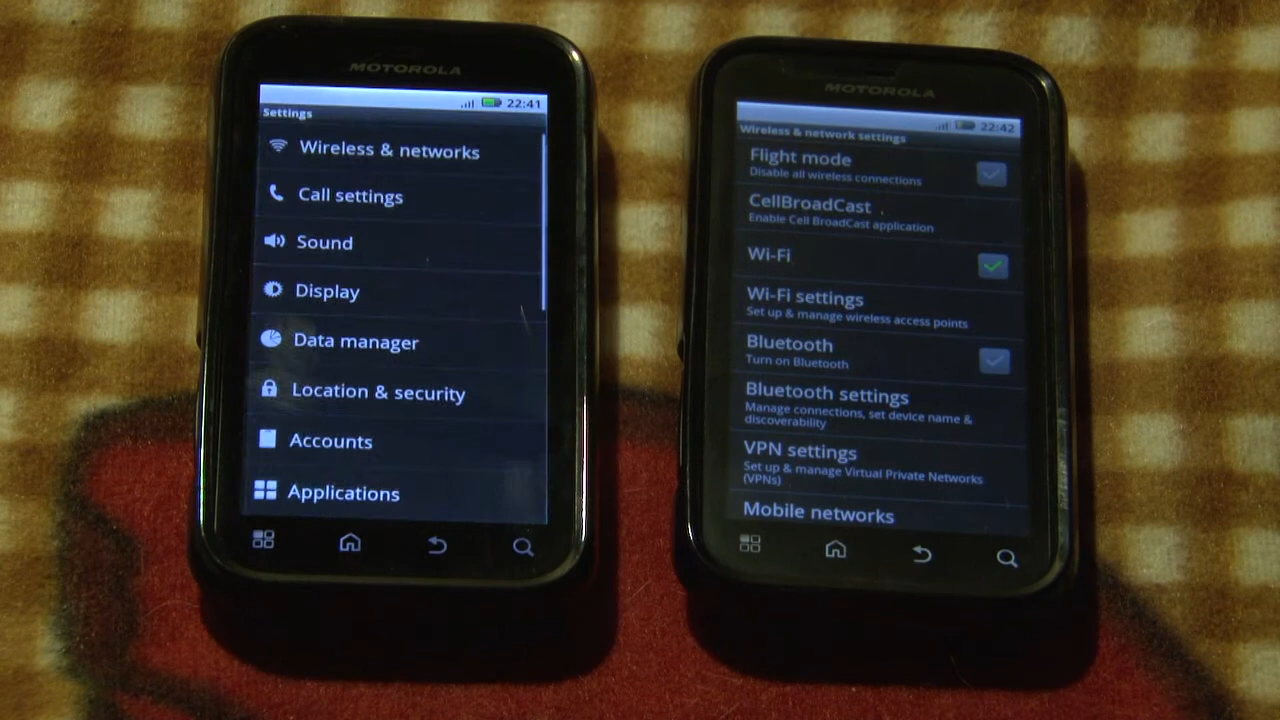 MOTOROLA
22:41
Settings
Wireless & networks
Call settings
Sound
Display
Data manager
Location & security
Accounts
Applications
MOTOROLA
22:42
Wireless & network settings
Flight mode
Disable all wireless connections
CellBroadCast
Enable Cell BroadCast application
Wi-Fi
Wi-Fi settings
Set up & manage wireless access points
Bluetooth
Turn on Bluetooth
Bluetooth settings
Manage connections, set device name &
discoverability
VPN settings
Set up & manage Virtual Private Networks
(VPNs)
Mobile networks